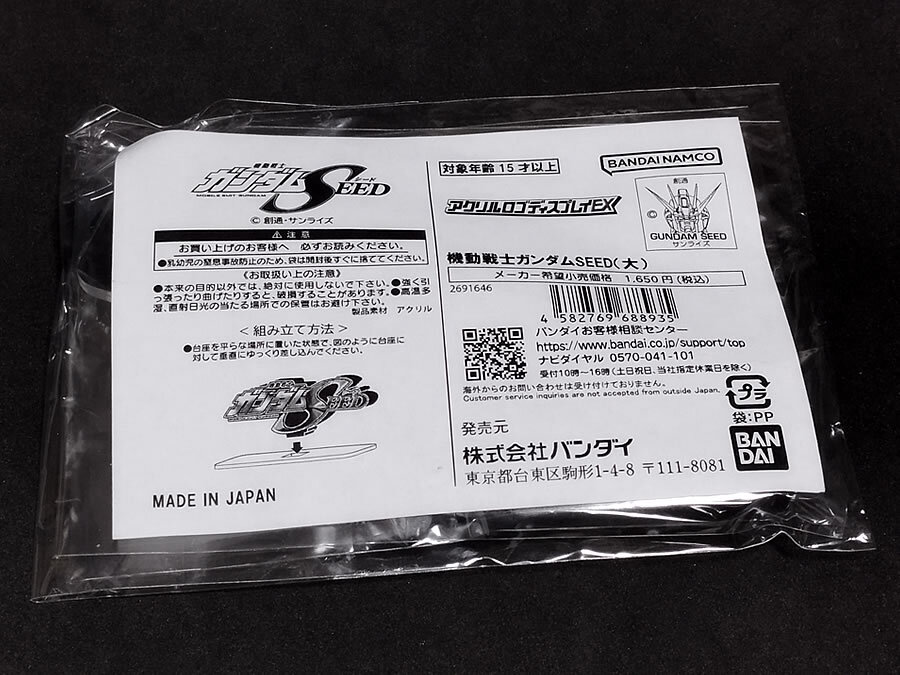 機動戦士
ガンダムSEED
シード
MOBILE SUIT GUNDAM
© 創通・サンライズ
⚠ 注意
お買い上げのお客様へ 必ずお読みください。
●乳幼児の窒息事故防止のため、袋は開封後すぐに捨ててください。
《お取扱い上の注意》
●本来の目的以外では、絶対に使用しないで下さい。●強く引
っ張ったり曲げたりすると、破損することがあります。●高温多
湿、直射日光の当たる場所での保管はお避け下さい。
製品素材 アクリル
<組み立て方法>
●台座を平らな場所に置いた状態で、図のように台座に
対して垂直にゆっくり差し込んでください。
ガンダムSEED
MADE IN JAPAN
対象年齢 15才以上
BANDAI NAMCO
アクリルロゴディスプレイEX
創通
©
GUNDAM SEED
サンライズ
機動戦士ガンダムSEED(大)
メーカー希望小売価格 1,650円(税込)
2691646
4 582769 688935
バンダイお客様相談センター
https://www.bandai.co.jp/support/top
ナビダイヤル 0570-041-101
受付10時〜16時(土日祝日、当社指定休業日を除く)
海外からのお問い合わせは受け付けておりません。
Customer service inquiries are not accepted from outside Japan.
プラ
袋:PP
発売元
株式会社バンダイ
東京都台東区駒形1-4-8 〒111-8081
BAN
DAI